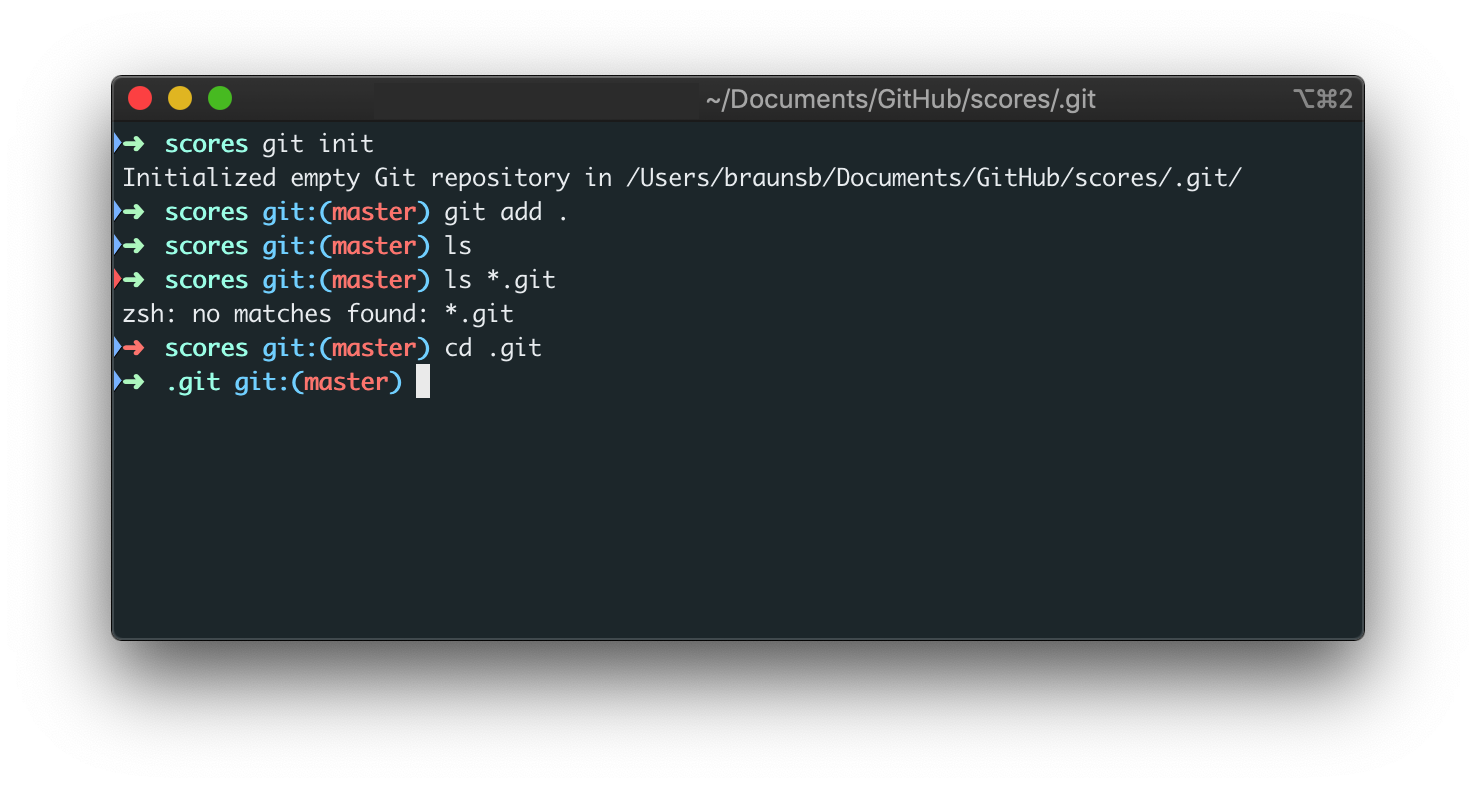 ~/Documents/GitHub/scores/.git ⌥⌘2
➜ scores git init
Initialized empty Git repository in /Users/braunsb/Documents/GitHub/scores/.git/
➜ scores git:(master) git add .
➜ scores git:(master) ls
➜ scores git:(master) ls *.git
zsh: no matches found: *.git
➜ scores git:(master) cd .git
➜ .git git:(master)